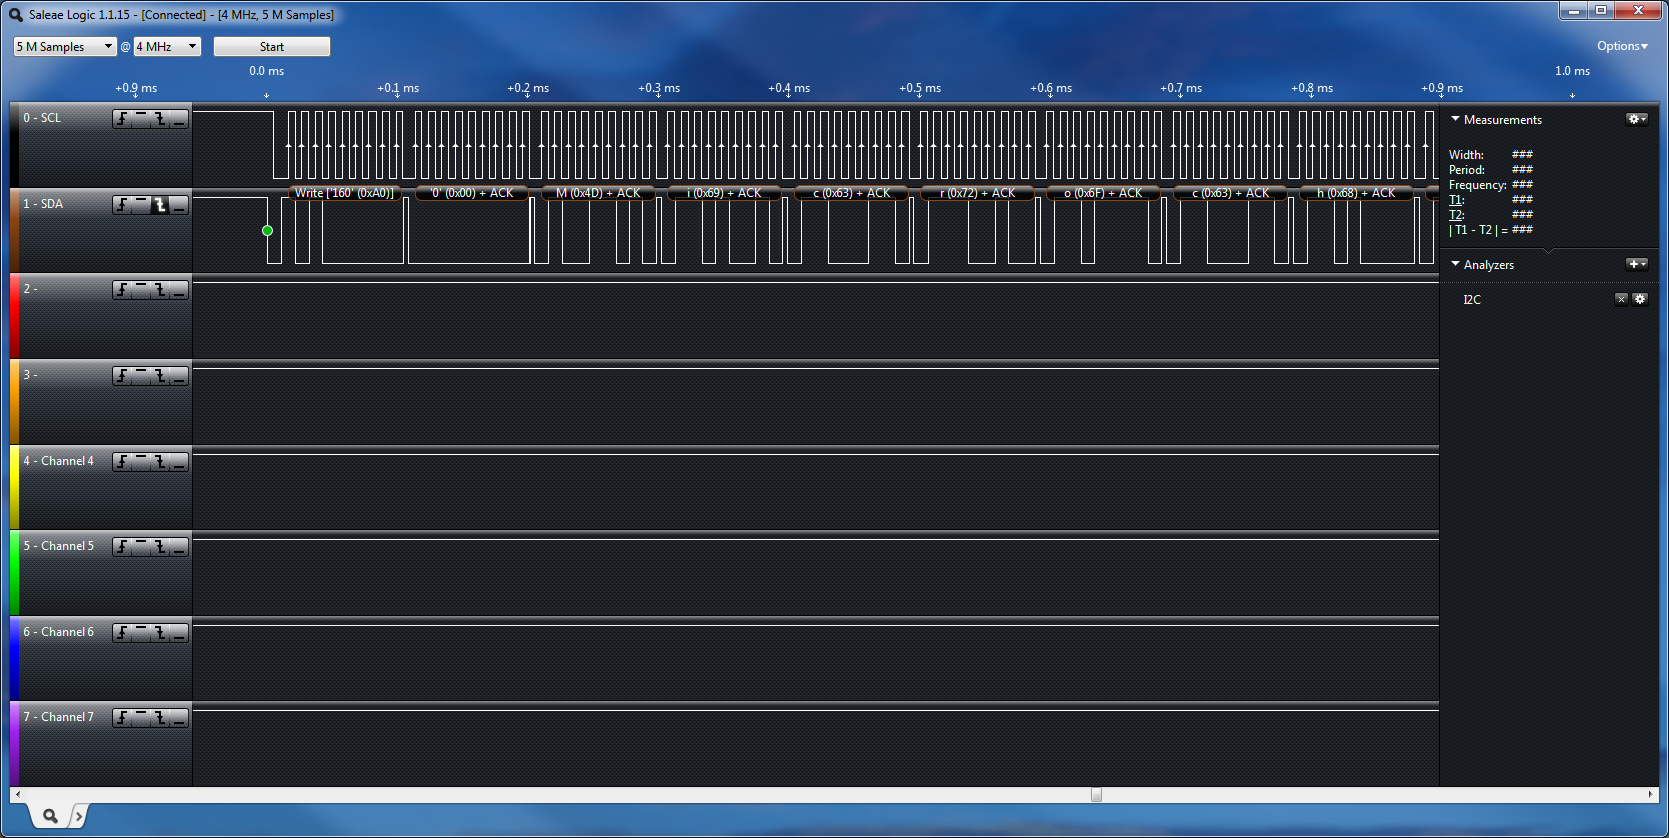 Saleae Logic 1.1.15 - [Connected] - [4 MHz, 5 M Samples]
5 M Samples @ 4 MHz Start Options
0.0 ms 1.0 ms
+0.9 ms +0.1 ms +0.2 ms +0.3 ms +0.4 ms +0.5 ms +0.6 ms +0.7 ms +0.8 ms +0.9 ms
0 - SCL
Write ['160' (0xA0)] '0' (0x00) + ACK M (0x4D) + ACK i (0x69) + ACK c (0x63) + ACK r (0x72) + ACK o (0x6F) + ACK c (0x63) + ACK h (0x68) + ACK
1 - SDA
2 -
3 -
4 - Channel 4
5 - Channel 5
6 - Channel 6
7 - Channel 7
Measurements
Width: ###
Period: ###
Frequency: ###
T1: ###
T2: ###
| T1 - T2 | = ###
Analyzers
I2C